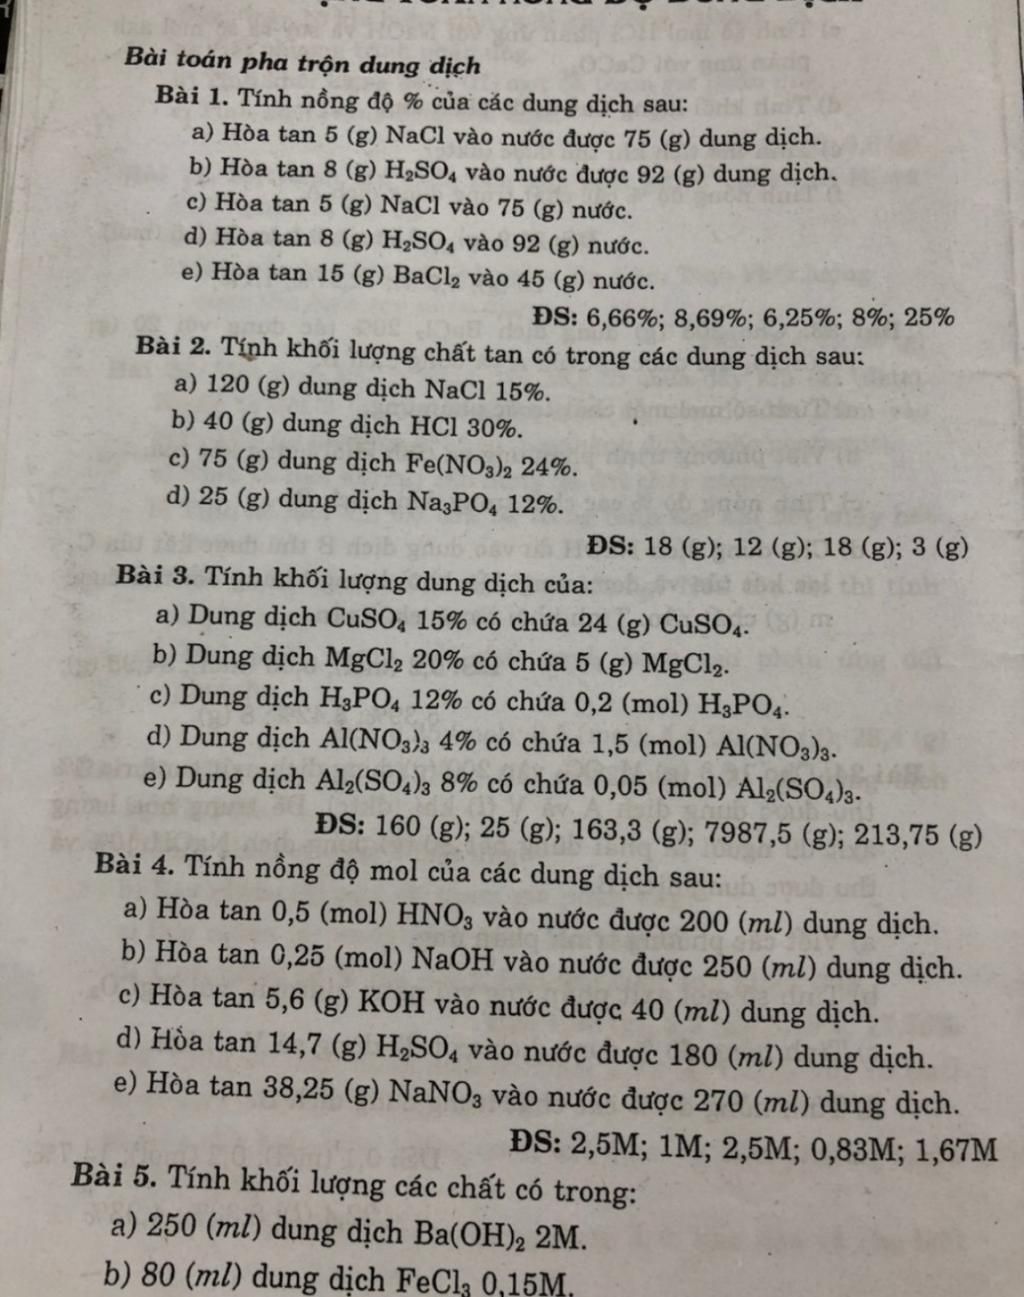 Bài toán pha trộn dung dịch
Bài 1. Tính nồng độ % của các dung dịch sau:
a) Hòa tan 5 (g) NaCl vào nước được 75 (g) dung dịch.
b) Hòa tan 8 (g) H₂SO₄ vào nước được 92 (g) dung dịch.
c) Hòa tan 5 (g) NaCl vào 75 (g) nước.
d) Hòa tan 8 (g) H₂SO₄ vào 92 (g) nước.
e) Hòa tan 15 (g) BaCl₂ vào 45 (g) nước.
ĐS: 6,66%; 8,69%; 6,25%; 8%; 25%
Bài 2. Tính khối lượng chất tan có trong các dung dịch sau:
a) 120 (g) dung dịch NaCl 15%.
b) 40 (g) dung dịch HCl 30%.
c) 75 (g) dung dịch Fe(NO₃)₂ 24%.
d) 25 (g) dung dịch Na₃PO₄ 12%.
ĐS: 18 (g); 12 (g); 18 (g); 3 (g)
Bài 3. Tính khối lượng dung dịch của:
a) Dung dịch CuSO₄ 15% có chứa 24 (g) CuSO₄.
b) Dung dịch MgCl₂ 20% có chứa 5 (g) MgCl₂.
c) Dung dịch H₃PO₄ 12% có chứa 0,2 (mol) H₃PO₄.
d) Dung dịch Al(NO₃)₃ 4% có chứa 1,5 (mol) Al(NO₃)₃.
e) Dung dịch Al₂(SO₄)₃ 8% có chứa 0,05 (mol) Al₂(SO₄)₃.
ĐS: 160 (g); 25 (g); 163,3 (g); 7987,5 (g); 213,75 (g)
Bài 4. Tính nồng độ mol của các dung dịch sau:
a) Hòa tan 0,5 (mol) HNO₃ vào nước được 200 (ml) dung dịch.
b) Hòa tan 0,25 (mol) NaOH vào nước được 250 (ml) dung dịch.
c) Hòa tan 5,6 (g) KOH vào nước được 40 (ml) dung dịch.
d) Hòa tan 14,7 (g) H₂SO₄ vào nước được 180 (ml) dung dịch.
e) Hòa tan 38,25 (g) NaNO₃ vào nước được 270 (ml) dung dịch.
ĐS: 2,5M; 1M; 2,5M; 0,83M; 1,67M
Bài 5. Tính khối lượng các chất có trong:
a) 250 (ml) dung dịch Ba(OH)₂ 2M.
b) 80 (ml) dung dịch FeCl₃ 0,15M.